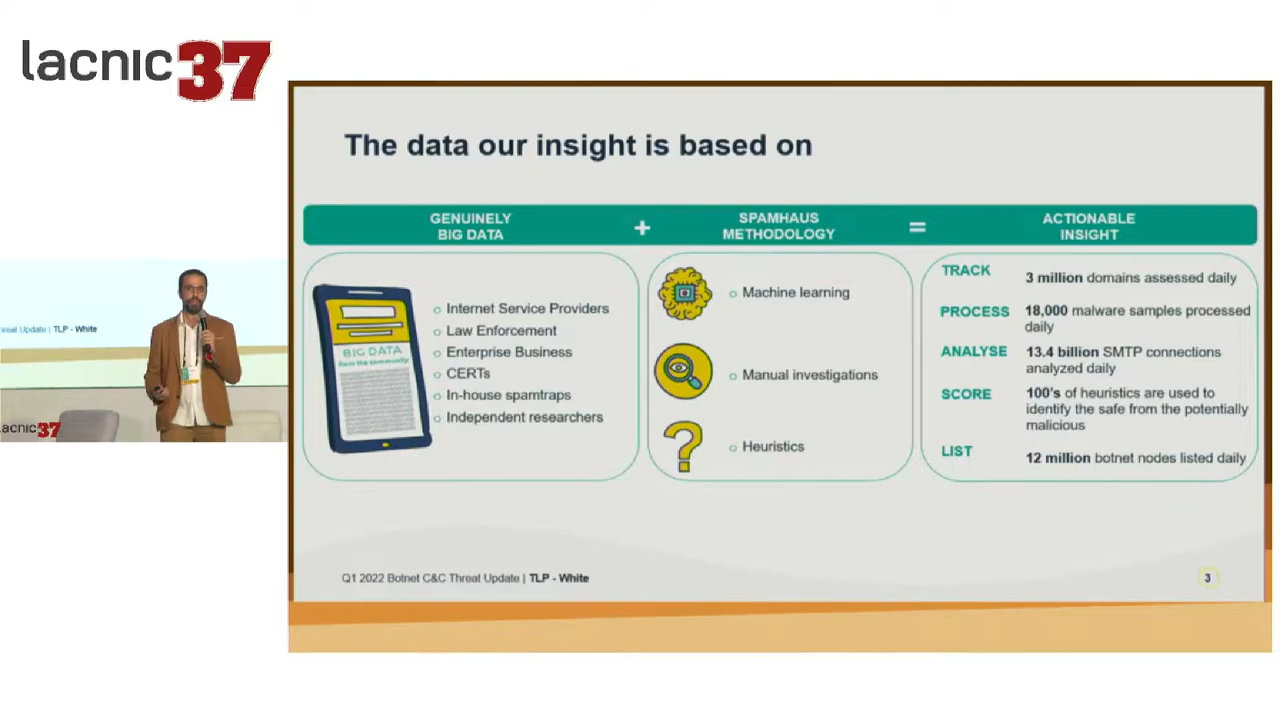 lacnic37
The data our insight is based on
GENUINELY
BIG DATA
+
SPAMHAUS
METHODOLOGY
=
ACTIONABLE
INSIGHT
BIG DATA
from the community
Internet Service Providers
Law Enforcement
Enterprise Business
CERTs
In-house spamtraps
Independent researchers
Machine learning
Manual investigations
Heuristics
TRACK
3 million domains assessed daily
PROCESS
18,000 malware samples processed
daily
ANALYSE
13.4 billion SMTP connections
analyzed daily
SCORE
100's of heuristics are used to
identify the safe from the potentially
malicious
LIST
12 million botnet nodes listed daily
Q1 2022 Botnet C&C Threat Update | TLP - White
3
Update | TLP - White
lacnic37